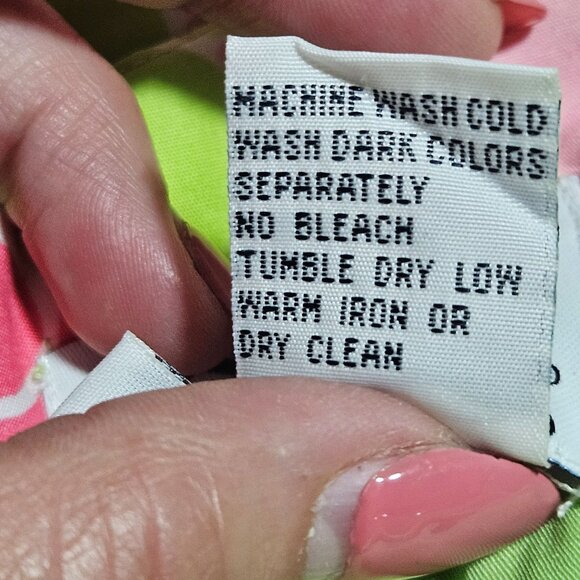 MACHINE WASH COLD
WASH DARK COLORS
SEPARATELY
NO BLEACH
TUMBLE DRY LOW
WARM IRON OR
DRY CLEAN